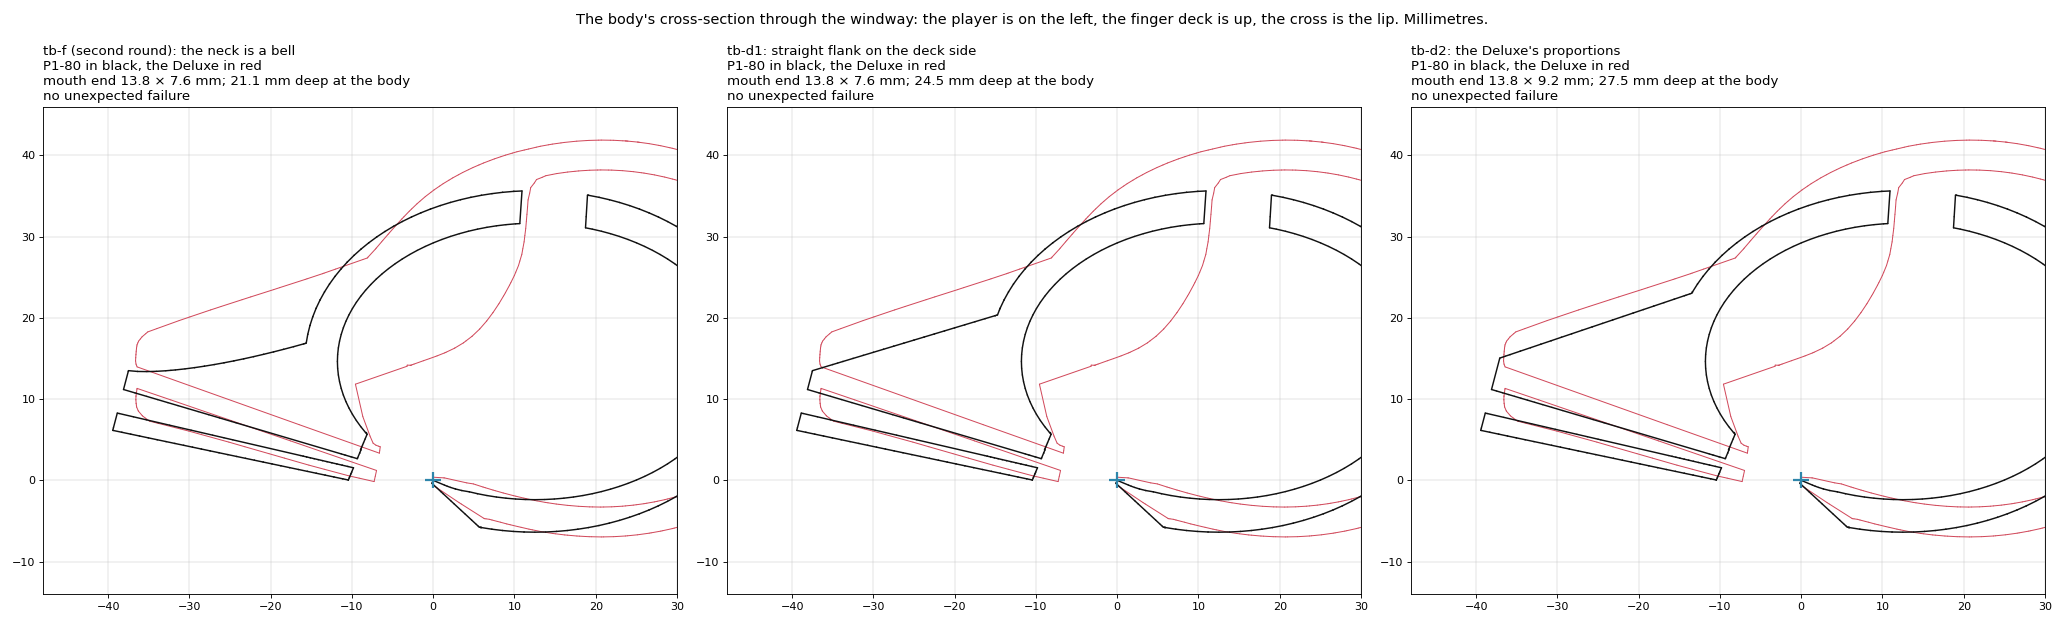 The body's cross-section through the windway: the player is on the left, the finger deck is up, the cross is the lip. Millimetres.
tb-f (second round): the neck is a bell
P1-80 in black, the Deluxe in red
mouth end 13.8 × 7.6 mm; 21.1 mm deep at the body
no unexpected failure
40
30
20
10
0
−10
−40 −30 −20 −10 0 10 20 30
tb-d1: straight flank on the deck side
P1-80 in black, the Deluxe in red
mouth end 13.8 × 7.6 mm; 24.5 mm deep at the body
no unexpected failure
40
30
20
10
0
−10
−40 −30 −20 −10 0 10 20 30
tb-d2: the Deluxe's proportions
P1-80 in black, the Deluxe in red
mouth end 13.8 × 9.2 mm; 27.5 mm deep at the body
no unexpected failure
40
30
20
10
0
−10
−40 −30 −20 −10 0 10 20 30